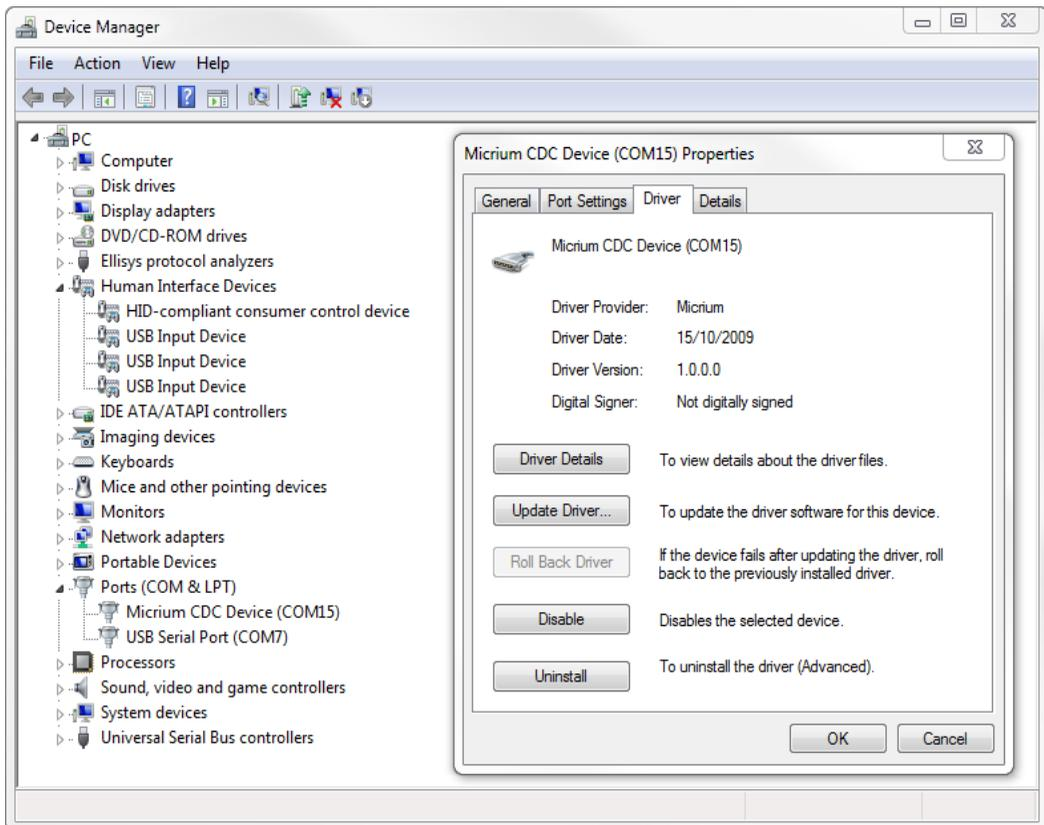 Device Manager
File Action View Help
PC
Computer
Disk drives
Display adapters
DVD/CD-ROM drives
Ellisys protocol analyzers
Human Interface Devices
HID-compliant consumer control device
USB Input Device
USB Input Device
USB Input Device
IDE ATA/ATAPI controllers
Imaging devices
Keyboards
Mice and other pointing devices
Monitors
Network adapters
Portable Devices
Ports (COM & LPT)
Micrium CDC Device (COM15)
USB Serial Port (COM7)
Processors
Sound, video and game controllers
System devices
Universal Serial Bus controllers
Micrium CDC Device (COM15) Properties
General Port Settings Driver Details
Micrium CDC Device (COM15)
Driver Provider: Micrium
Driver Date: 15/10/2009
Driver Version: 1.0.0.0
Digital Signer: Not digitally signed
Driver Details To view details about the driver files.
Update Driver... To update the driver software for this device.
Roll Back Driver If the device fails after updating the driver, roll
back to the previously installed driver.
Disable Disables the selected device.
Uninstall To uninstall the driver (Advanced).
OK Cancel